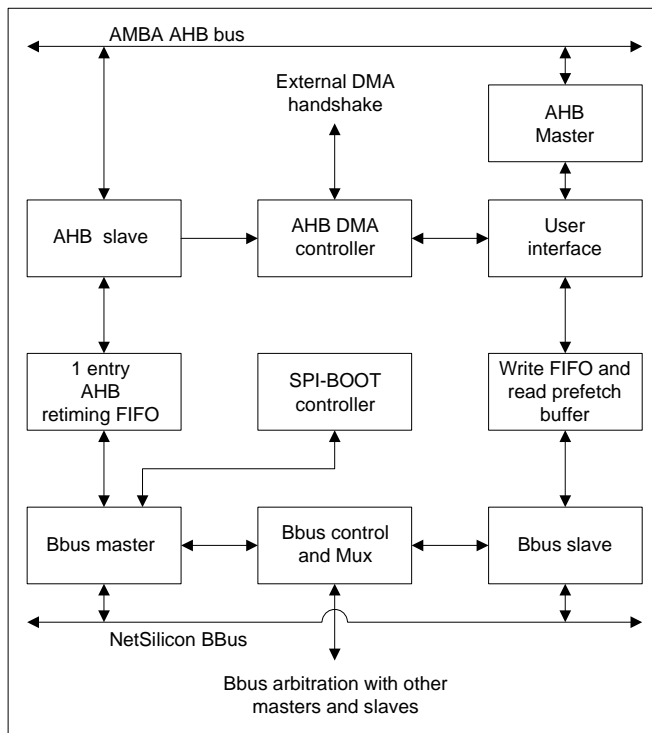 AMBA AHB bus
External DMA
handshake
AHB
Master
AHB slave
AHB DMA
controller
User
interface
1 entry
AHB
retiming FIFO
SPI-BOOT
controller
Write FIFO and
read prefetch
buffer
Bbus master
Bbus control
and Mux
Bbus slave
NetSilicon BBus
Bbus arbitration with other
masters and slaves